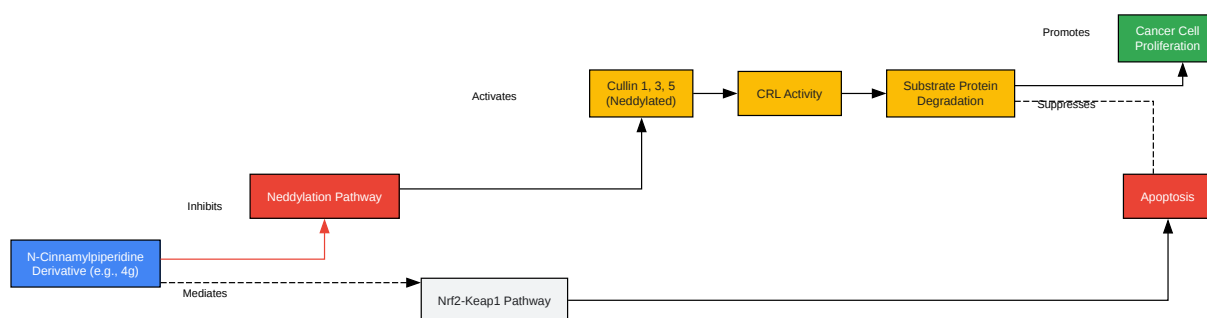 Promotes
Cancer Cell
Proliferation
Activates
Cullin 1, 3, 5
(Neddylated)
CRL Activity
Substrate Protein
Degradation
Suppresses
Inhibits
Neddylation Pathway
Apoptosis
N-Cinnamylpiperidine
Derivative (e.g., 4g)
Mediates
Nrf2-Keap1 Pathway